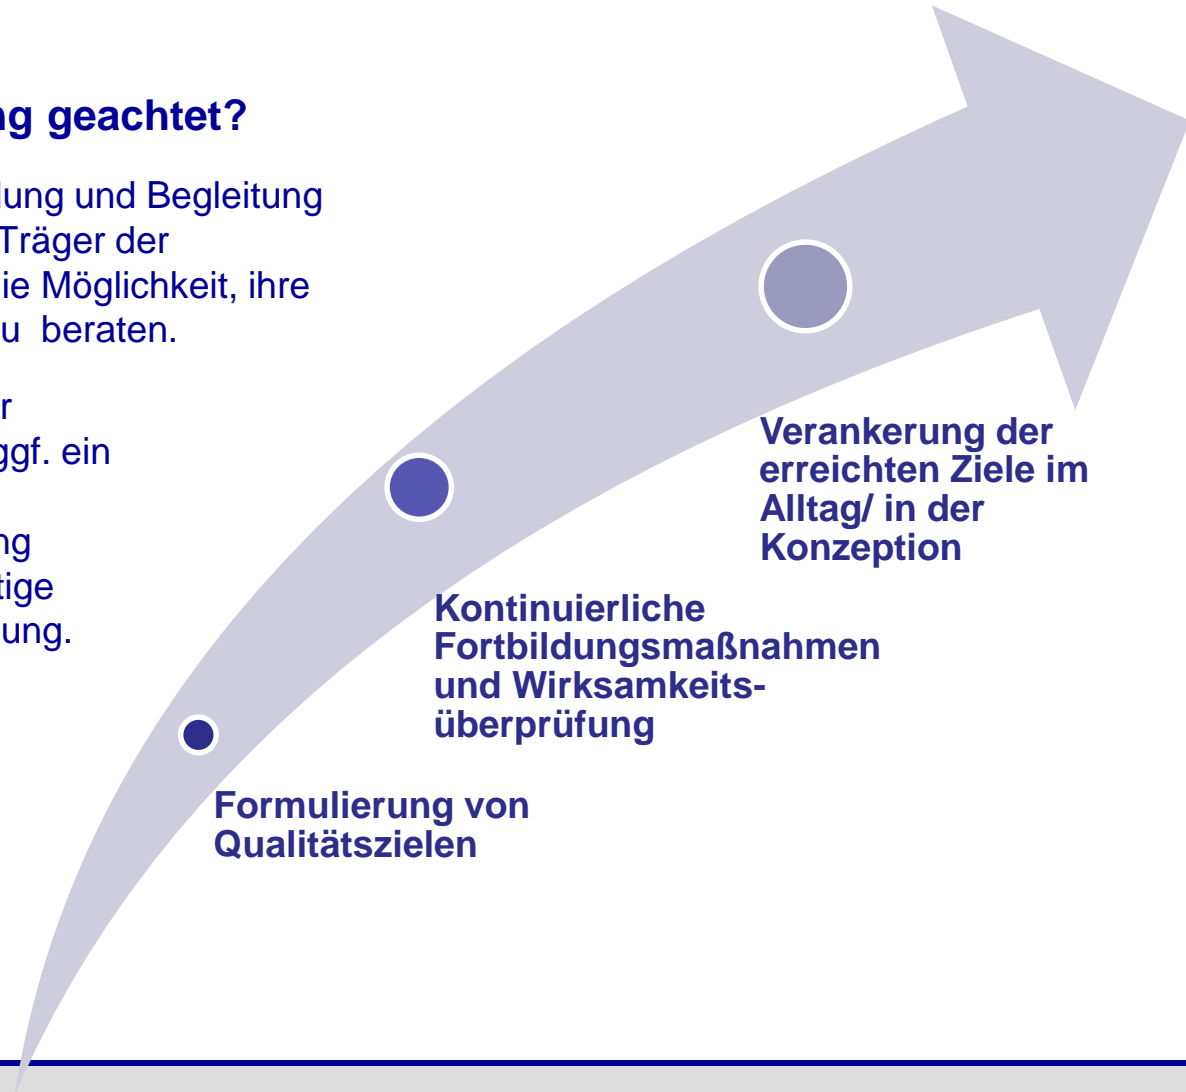 ng geachtet?
lung und Begleitung
Träger der
ie Möglichkeit, ihre
u beraten.
r
ggf. ein
ng
tige
ung.
Verankerung der
erreichten Ziele im
Alltag/ in der
Konzeption
Kontinuierliche
Fortbildungsmaßnahmen
und Wirksamkeits-
überprüfung
Formulierung von
Qualitätszielen